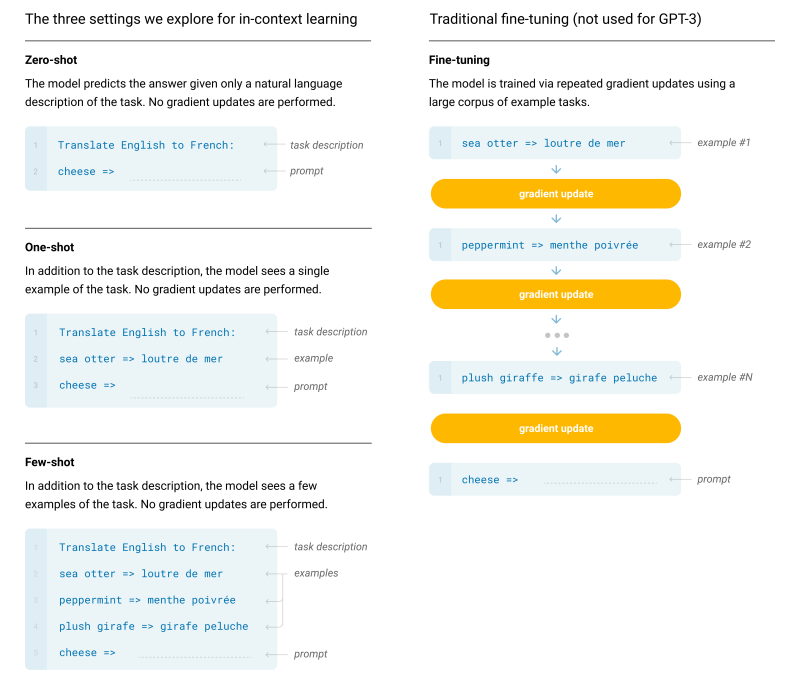 The three settings we explore for in-context learning
Zero-shot
The model predicts the answer given only a natural language
description of the task. No gradient updates are performed.
1 Translate English to French: task description
2 cheese => prompt
One-shot
In addition to the task description, the model sees a single
example of the task. No gradient updates are performed.
1 Translate English to French: task description
2 sea otter => loutre de mer example
3 cheese => prompt
Few-shot
In addition to the task description, the model sees a few
examples of the task. No gradient updates are performed.
1 Translate English to French: task description
2 sea otter => loutre de mer examples
3 peppermint => menthe poivrée
4 plush girafe => girafe peluche
5 cheese => prompt
Traditional fine-tuning (not used for GPT-3)
Fine-tuning
The model is trained via repeated gradient updates using a
large corpus of example tasks.
1 sea otter => loutre de mer example #1
gradient update
1 peppermint => menthe poivrée example #2
gradient update
1 plush giraffe => girafe peluche example #N
gradient update
1 cheese => prompt